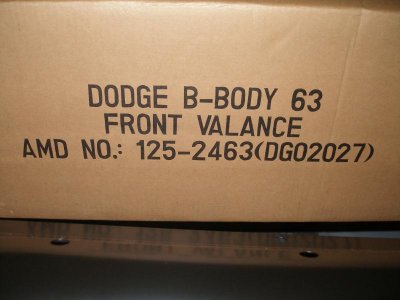 DODGE B-BODY 63
FRONT VALANCE
AMD NO.: 125-2463(DG02027)